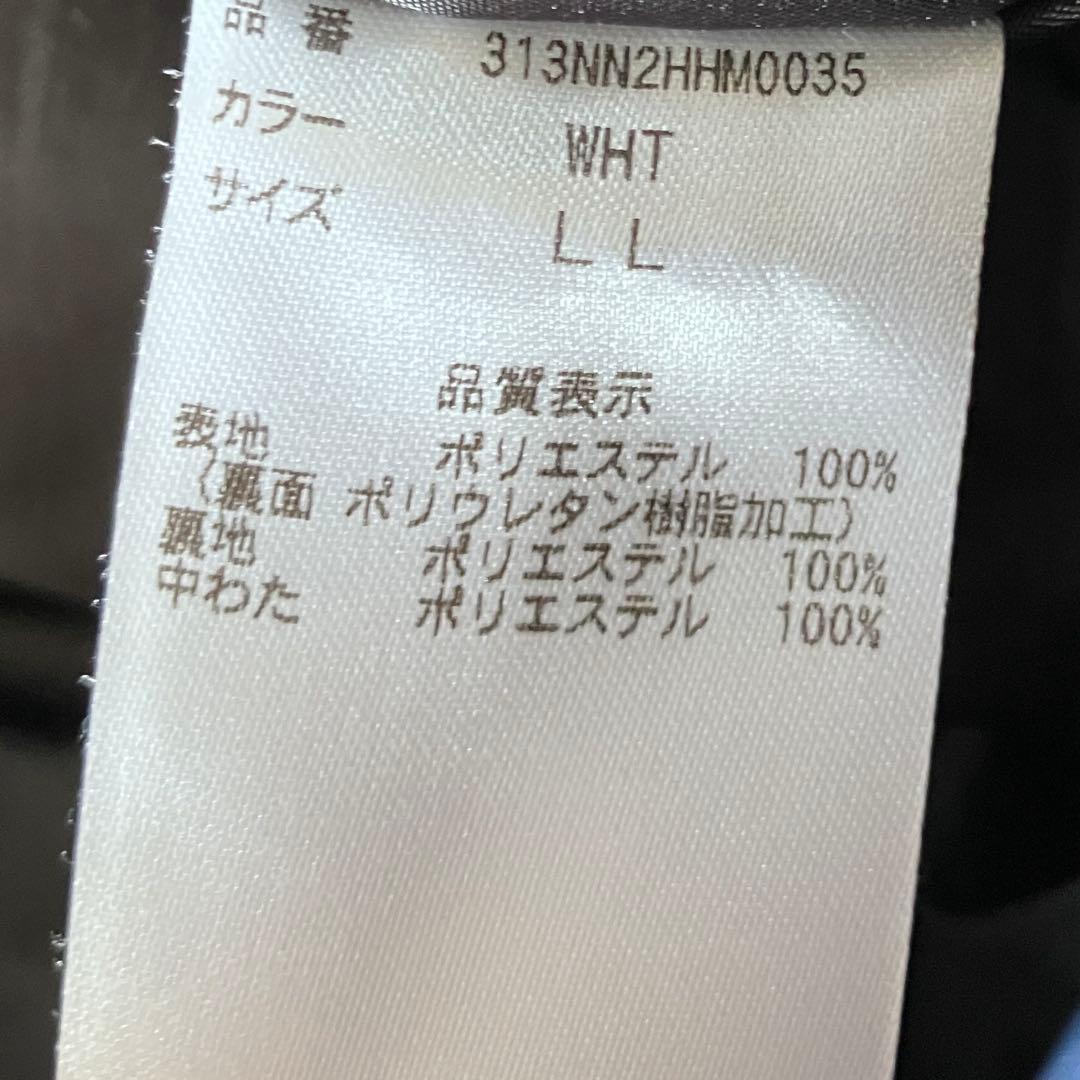 品 番 313NN2HHM0035
カラー WHT
サイズ LL
品質表示
表地 ポリエステル 100%
(裏面 ポリウレタン樹脂加工)
裏地 ポリエステル 100%
中わた ポリエステル 100%